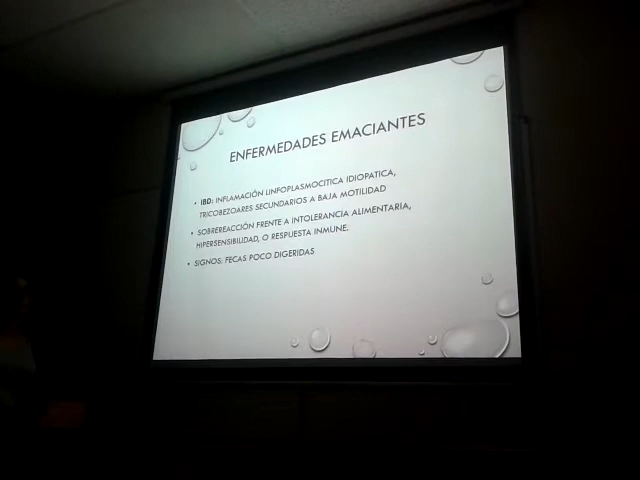 ENFERMEDADES EMACIANTES
• IBD: INFLAMACIÓN LINFOPLASMOCITICA IDIOPATICA,
TRICOBEZOARES SECUNDARIOS A BAJA MOTILIDAD
• SOBREREACCIÓN FRENTE A INTOLERANCIA ALIMENTARIA,
HIPERSENSIBILIDAD, O RESPUESTA INMUNE.
• SIGNOS: FECAS POCO DIGERIDAS